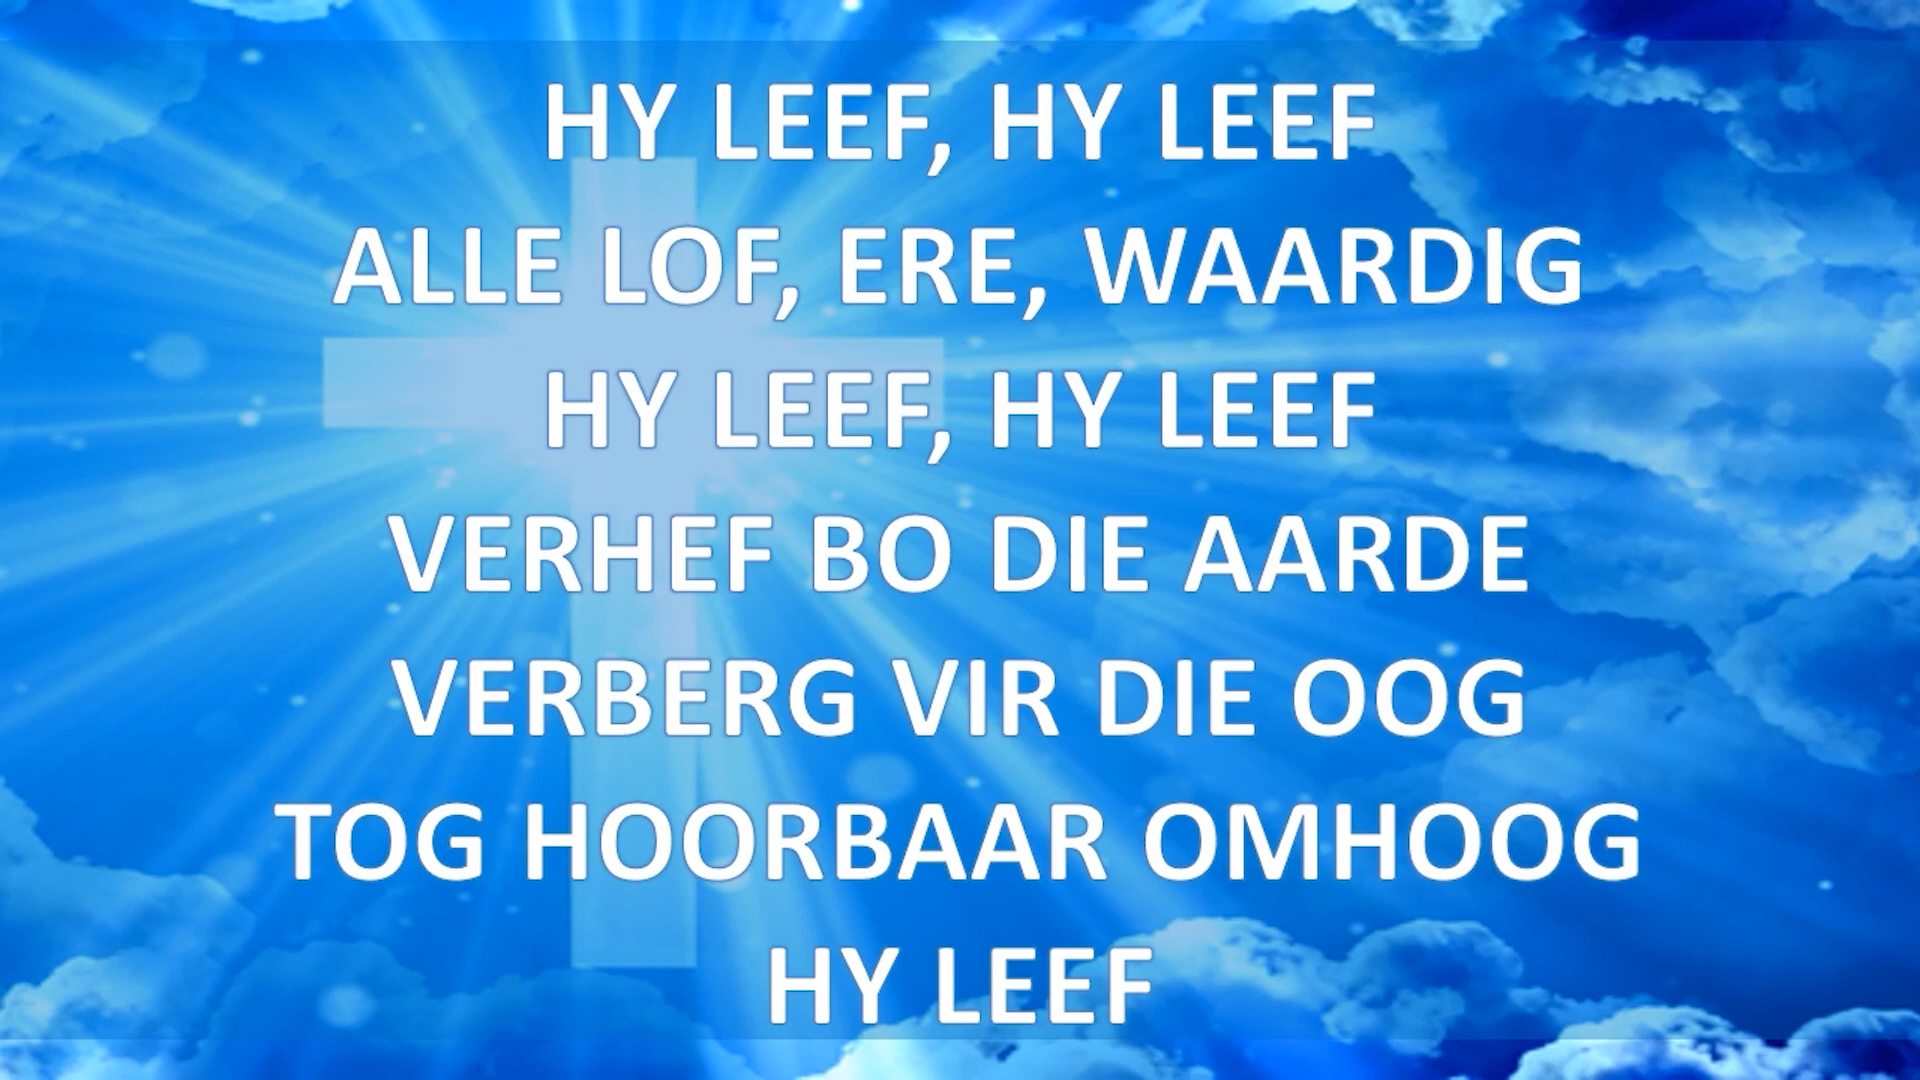 HY LEEF, HY LEEF
ALLE LOF, ERE, WAARDIG
HY LEEF, HY LEEF
VERHEF BO DIE AARDE
VERBERG VIR DIE OOG
TOG HOORBAAR OMHOOG
HY LEEF